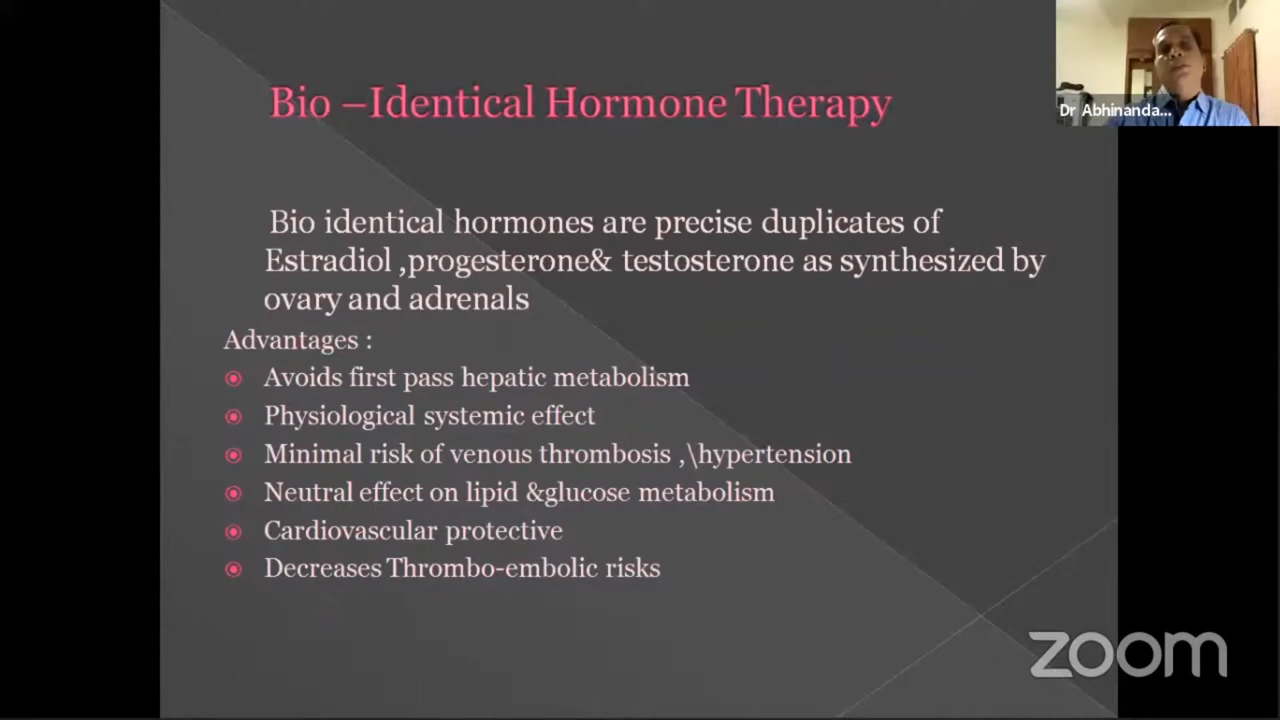 Bio –Identical Hormone Therapy
Dr Abhinanda...
Bio identical hormones are precise duplicates of
Estradiol ,progesterone& testosterone as synthesized by
ovary and adrenals
Advantages :
Avoids first pass hepatic metabolism
Physiological systemic effect
Minimal risk of venous thrombosis ,\hypertension
Neutral effect on lipid &glucose metabolism
Cardiovascular protective
Decreases Thrombo-embolic risks
zoom